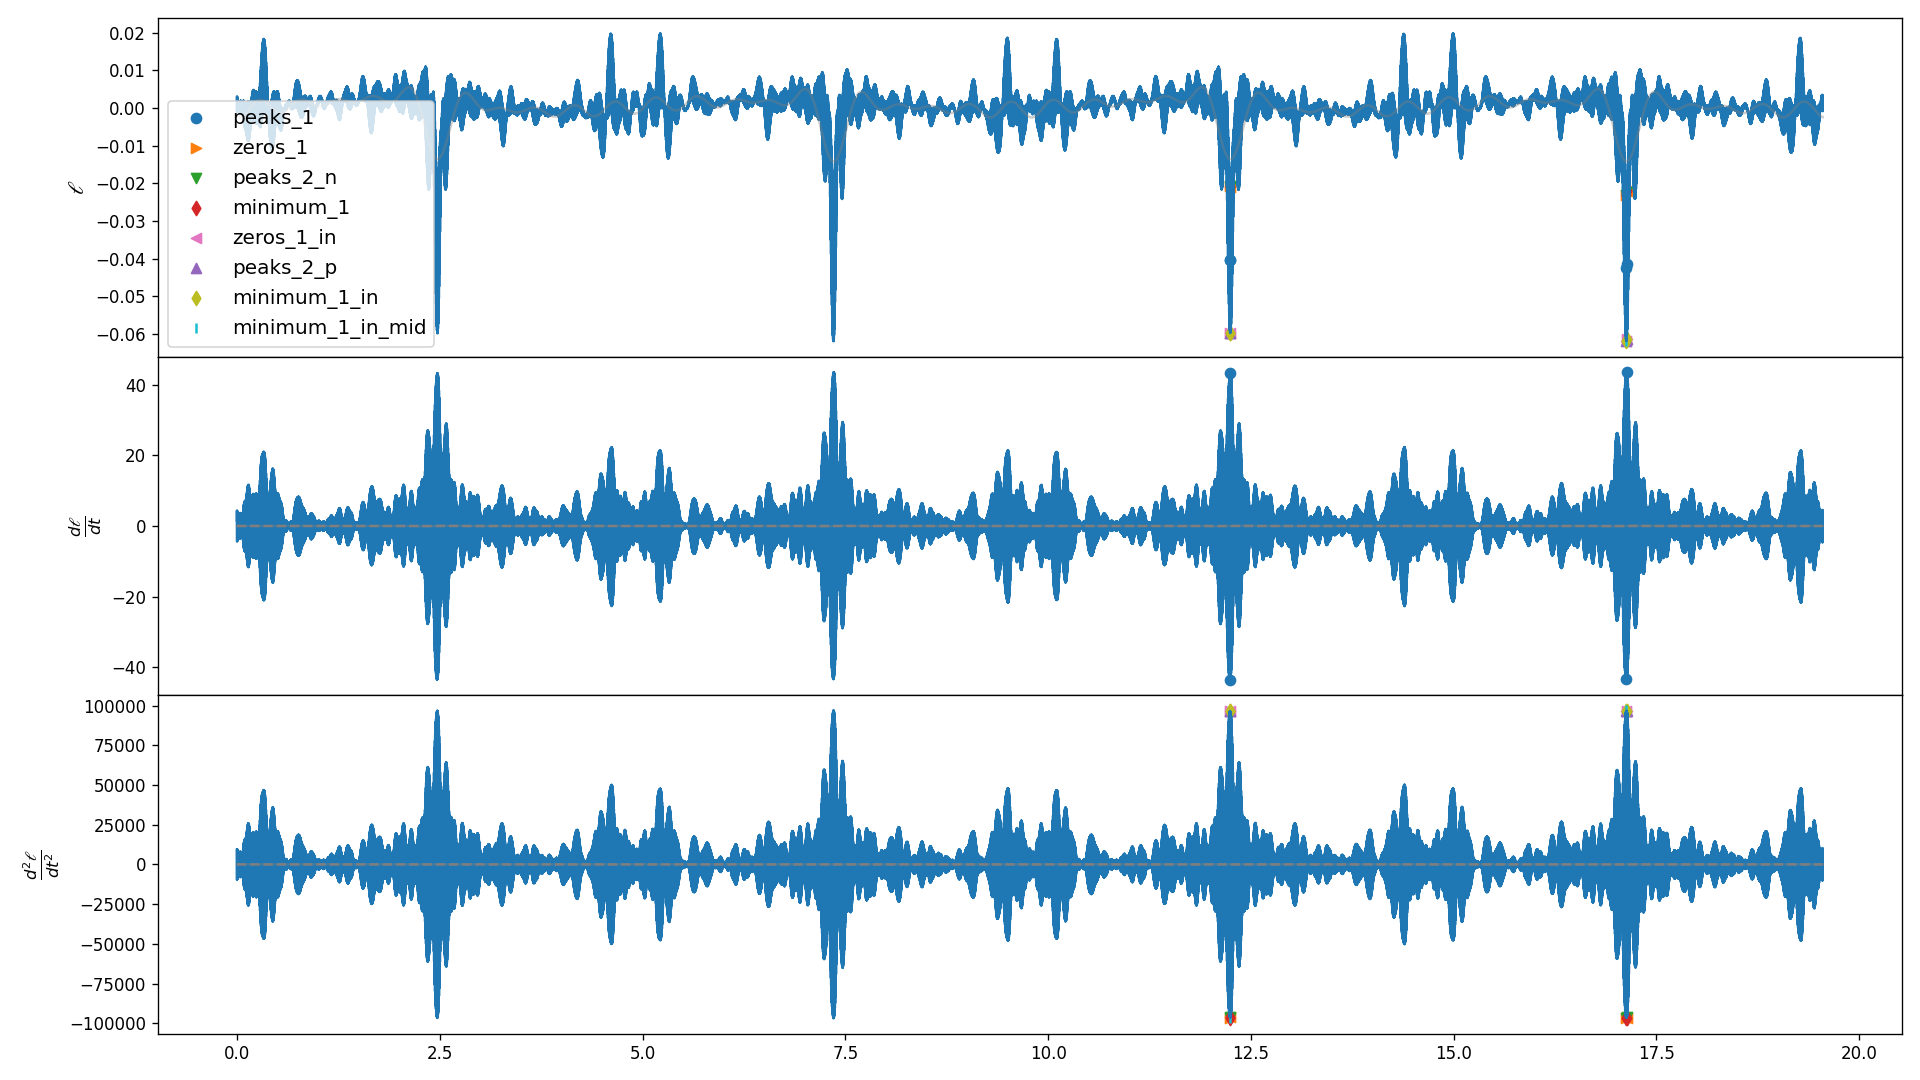 0.02
0.01
0.00
−0.01
−0.02
−0.03
−0.04
−0.05
−0.06
ℓ
peaks_1
zeros_1
peaks_2_n
minimum_1
zeros_1_in
peaks_2_p
minimum_1_in
minimum_1_in_mid
40
20
0
−20
−40
dℓ
dt
100000
75000
50000
25000
0
−25000
−50000
−75000
−100000
d²ℓ
dt²
0.0 2.5 5.0 7.5 10.0 12.5 15.0 17.5 20.0